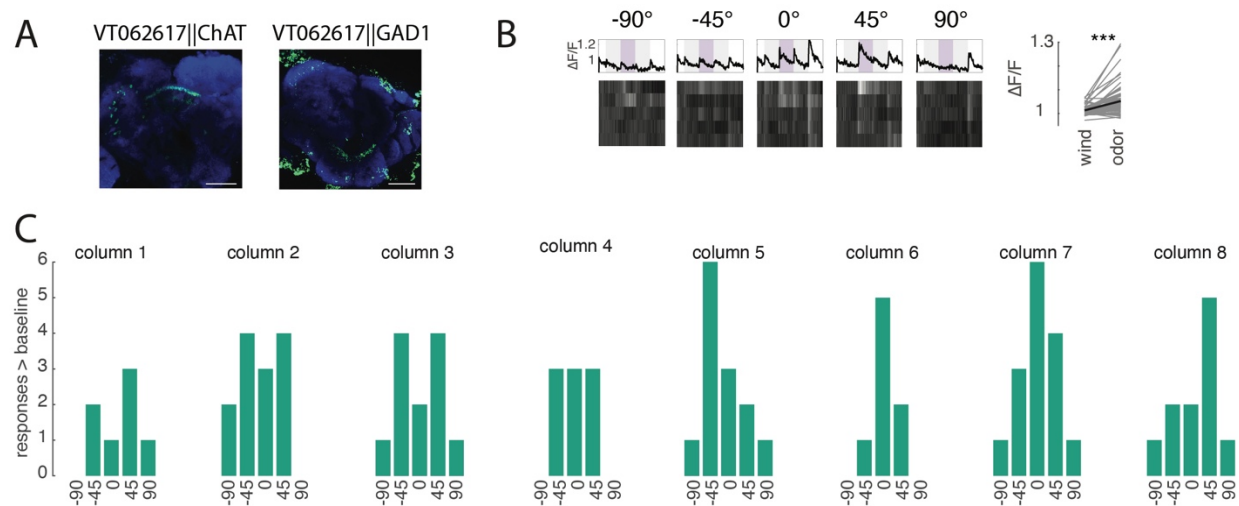 A
VT062617||ChAT VT062617||GAD1
B
-90° -45° 0° 45° 90°
ΔF/F
1.2
1
ΔF/F
1.3
1
***
wind
odor
C
column 1 column 2 column 3 column 4 column 5 column 6 column 7 column 8
responses > baseline
6
5
4
3
2
1
0
-90 -45 0 45 90
-90 -45 0 45 90
-90 -45 0 45 90
-90 -45 0 45 90
-90 -45 0 45 90
-90 -45 0 45 90
-90 -45 0 45 90
-90 -45 0 45 90